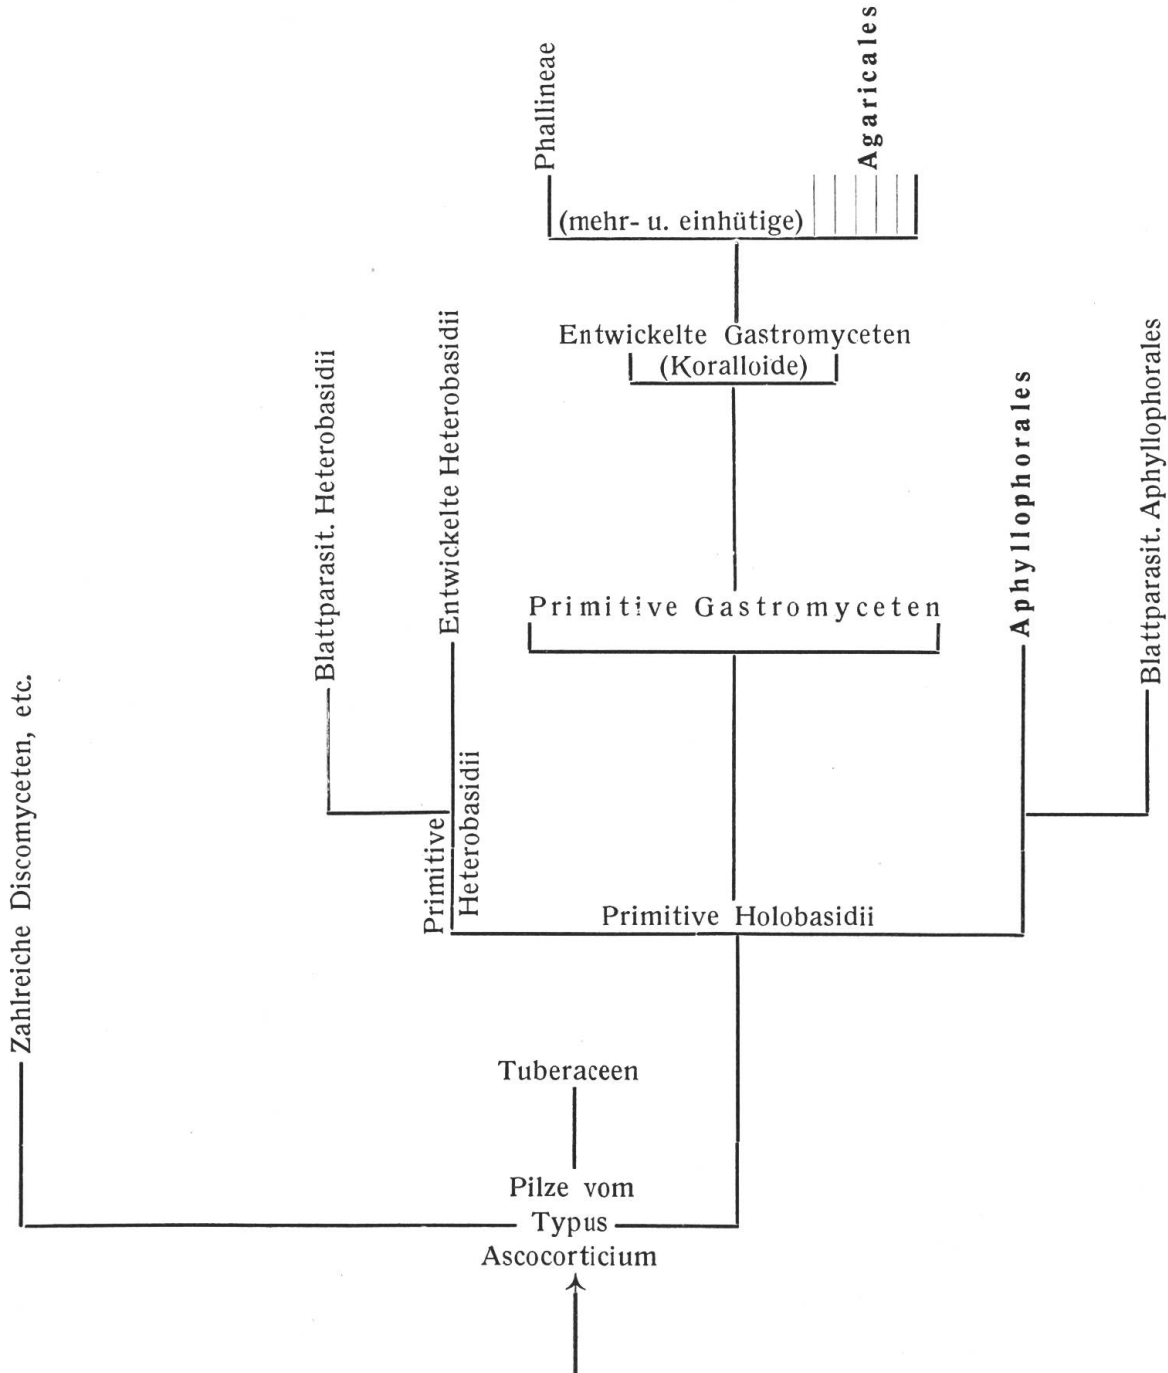 Phallineae
Agaricales
(mehr- u. einhütige)
Entwickelte Gastromyceten
(Koralloide)
Blattparasit. Heterobasidii
Entwickelte Heterobasidii
Aphyllophorales
Blattparasit. Aphyllophorales
Primitive Gastromyceten
Zahlreiche Discomyceten, etc.
Primitive
Heterobasidii
Primitive Holobasidii
Tuberaceen
Pilze vom
Typus
Ascocorticium